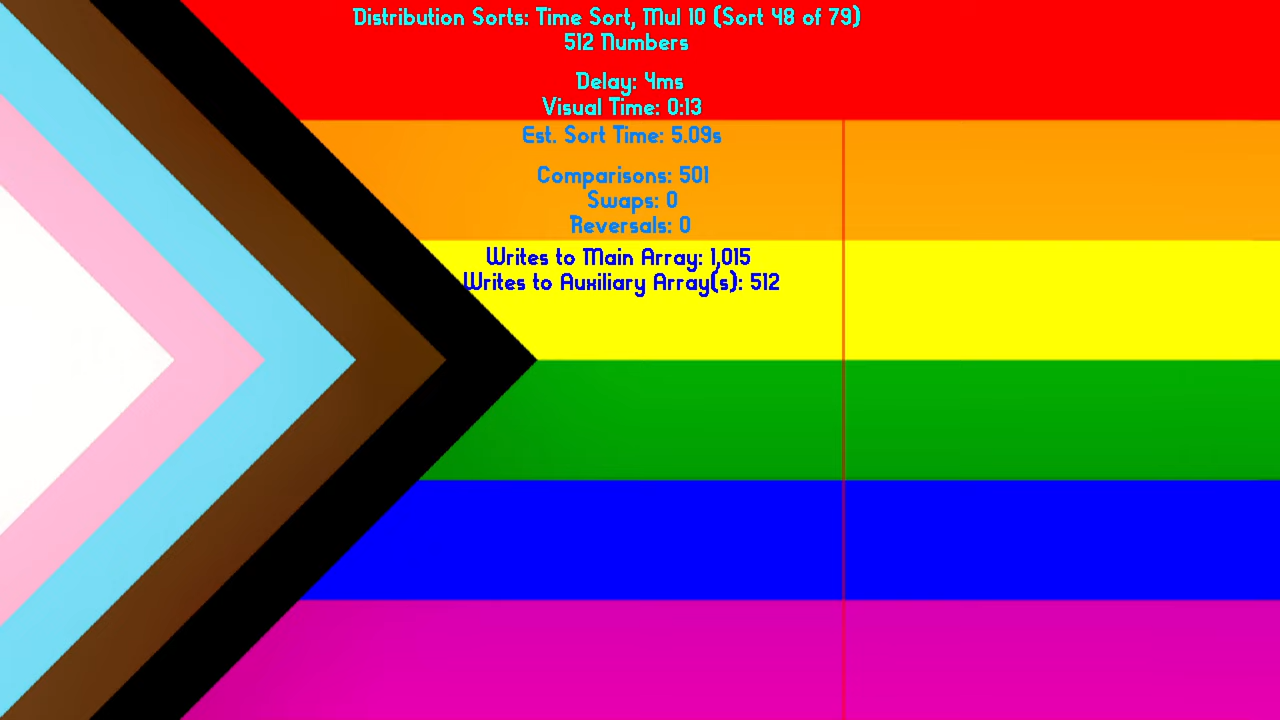 Distribution Sorts: Time Sort, Mul 10 (Sort 48 of 79)
512 Numbers
Delay: 4ms
Visual Time: 0:13
Est. Sort Time: 5.09s
Comparisons: 501
Swaps: 0
Reversals: 0
Writes to Main Array: 1,015
Writes to Auxiliary Array(s): 512